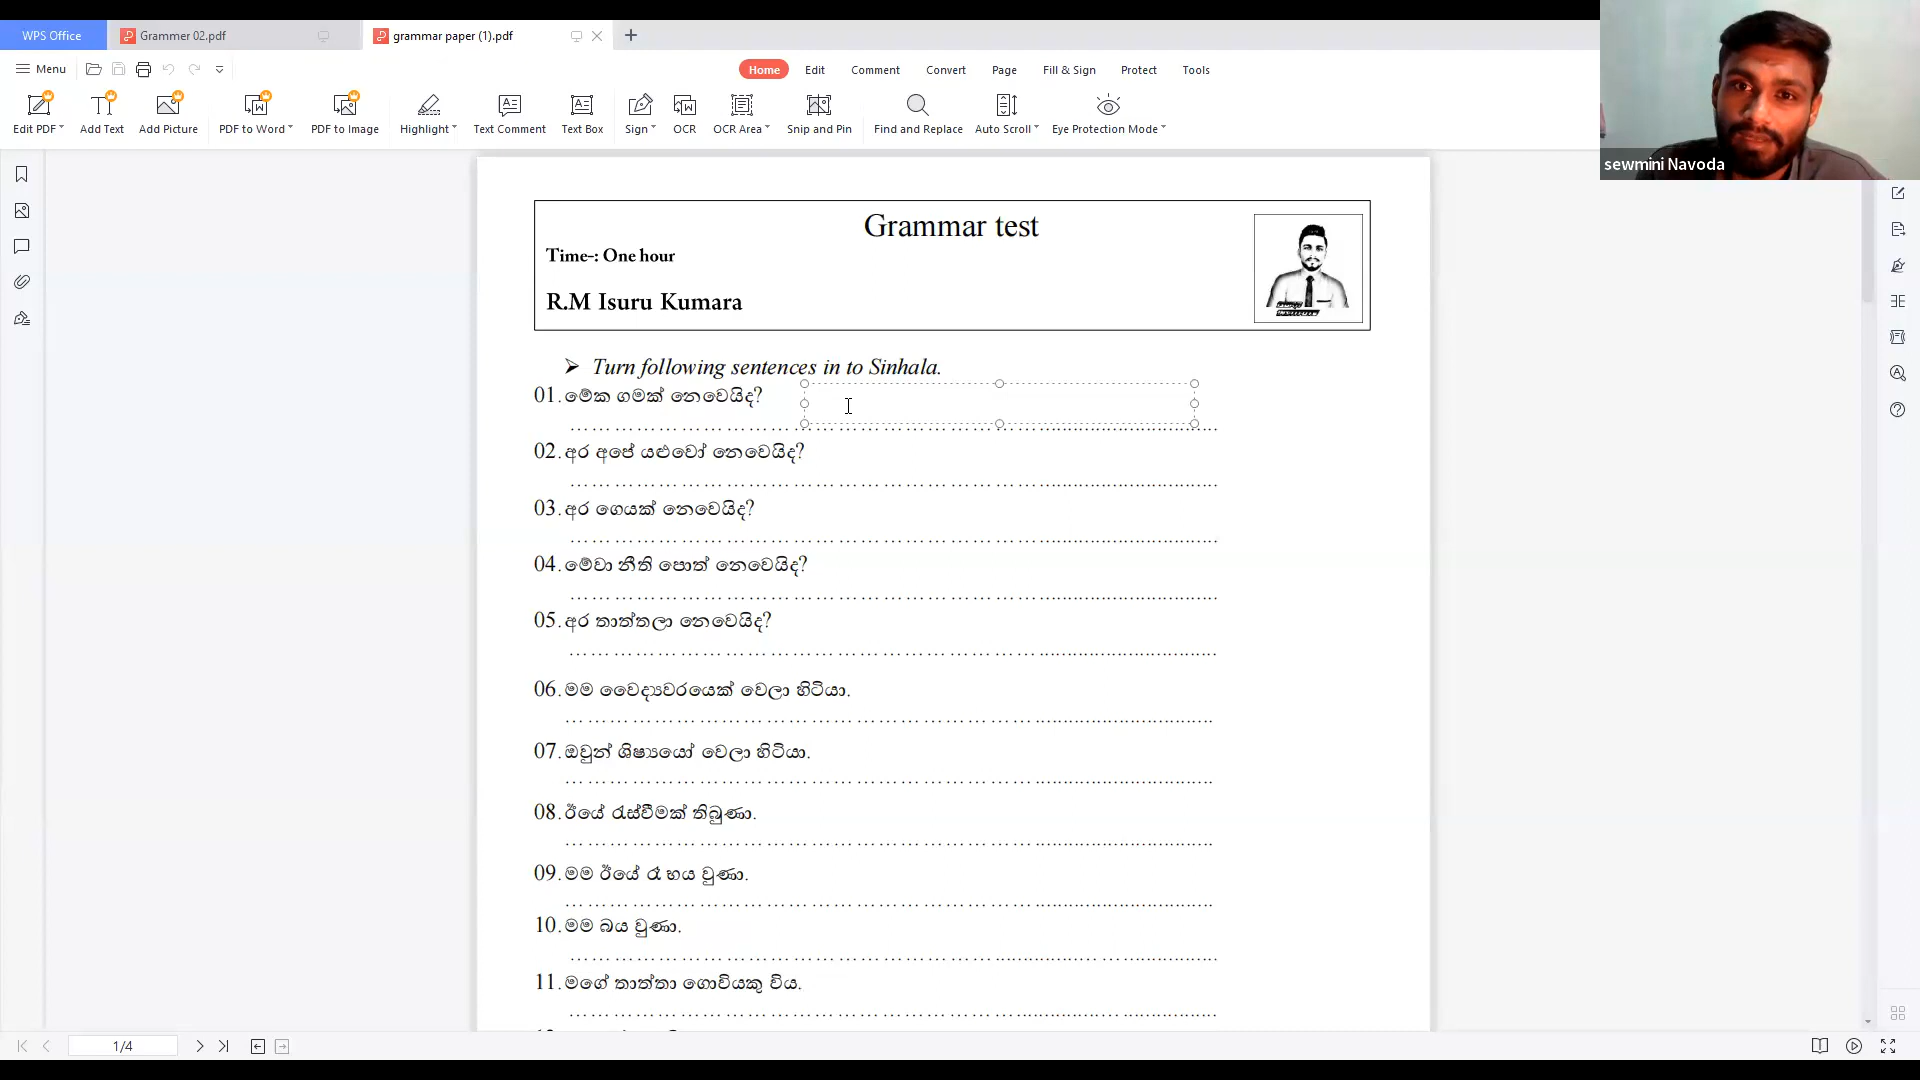 WPS Office
Grammer 02.pdf
grammar paper (1).pdf
Menu
Home Edit Comment Convert Page Fill & Sign Protect Tools
Edit PDF Add Text Add Picture PDF to Word PDF to Image Highlight Text Comment Text Box Sign OCR OCR Area Snip and Pin Find and Replace Auto Scroll Eye Protection Mode
sewmini Navoda
Grammar test
Time-: One hour
R.M Isuru Kumara
Turn following sentences in to Sinhala.
01. මේක ගමක් නෙවෙයිද?
02. අර අපේ යළුවෝ නෙවෙයිද?
03. අර ගෙයක් නෙවෙයිද?
04. මේවා නීති පොත් නෙවෙයිද?
05. අර තාත්තලා නෙවෙයිද?
06. මම වෛද්‍යවරයෙක් වෙලා හිටියා.
07. ඔවුන් ශිෂ්‍යයෝ වෙලා හිටියා.
08. ඊයේ රැස්වීමක් තිබුණා.
09. මම ඊයේ රෑ භය වුණා.
10. මම බය වුණා.
11. මගේ තාත්තා ගොවියකු විය.
1/4